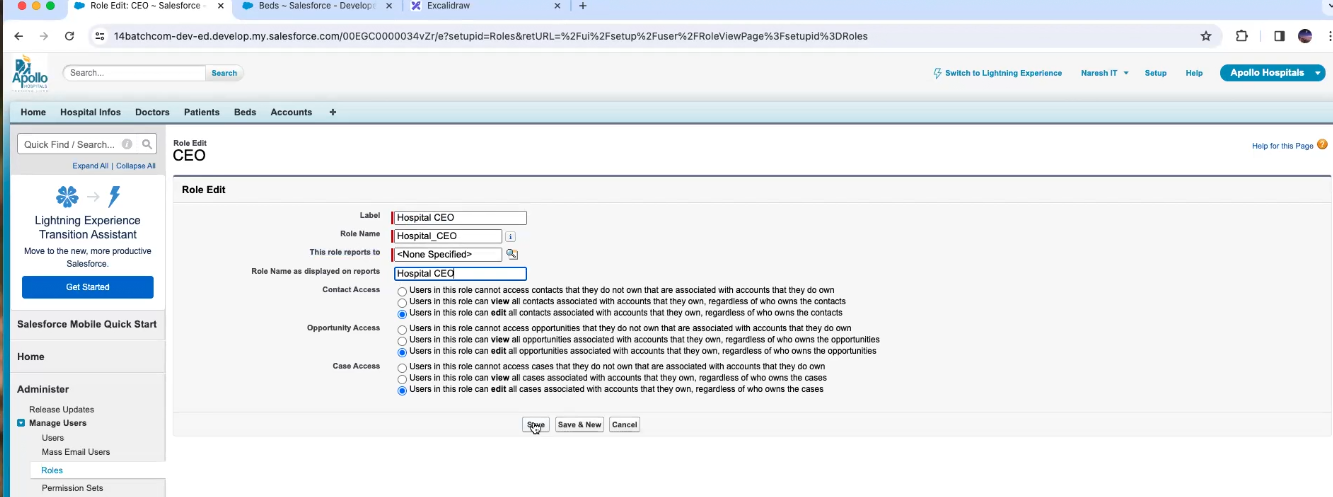 Role Edit: CEO ~ Salesforce -
Beds ~ Salesforce - Develope
Excalidraw
14batchcom-dev-ed.develop.my.salesforce.com/00EGC0000034vZr/e?setupid=Roles&retURL=%2Fui%2Fsetup%2Fuser%2FRoleViewPage%3Fsetupid%3DRoles
Apollo
HOSPITALS
Search...
Search
Switch to Lightning Experience
Naresh IT
Setup
Help
Apollo Hospitals
Home
Hospital Infos
Doctors
Patients
Beds
Accounts
+
Quick Find / Search...
Expand All | Collapse All
Lightning Experience
Transition Assistant
Move to the new, more productive
Salesforce.
Get Started
Salesforce Mobile Quick Start
Home
Administer
Release Updates
Manage Users
Users
Mass Email Users
Roles
Permission Sets
Role Edit
CEO
Help for this Page
Role Edit
Label
Hospital CEO
Role Name
Hospital_CEO
This role reports to
<None Specified>
Role Name as displayed on reports
Hospital CEO
Contact Access
Users in this role cannot access contacts that they do not own that are associated with accounts that they do own
Users in this role can view all contacts associated with accounts that they own, regardless of who owns the contacts
Users in this role can edit all contacts associated with accounts that they own, regardless of who owns the contacts
Opportunity Access
Users in this role cannot access opportunities that they do not own that are associated with accounts that they do own
Users in this role can view all opportunities associated with accounts that they own, regardless of who owns the opportunities
Users in this role can edit all opportunities associated with accounts that they own, regardless of who owns the opportunities
Case Access
Users in this role cannot access cases that they do not own that are associated with accounts that they do own
Users in this role can view all cases associated with accounts that they own, regardless of who owns the cases
Users in this role can edit all cases associated with accounts that they own, regardless of who owns the cases
Save
Save & New
Cancel